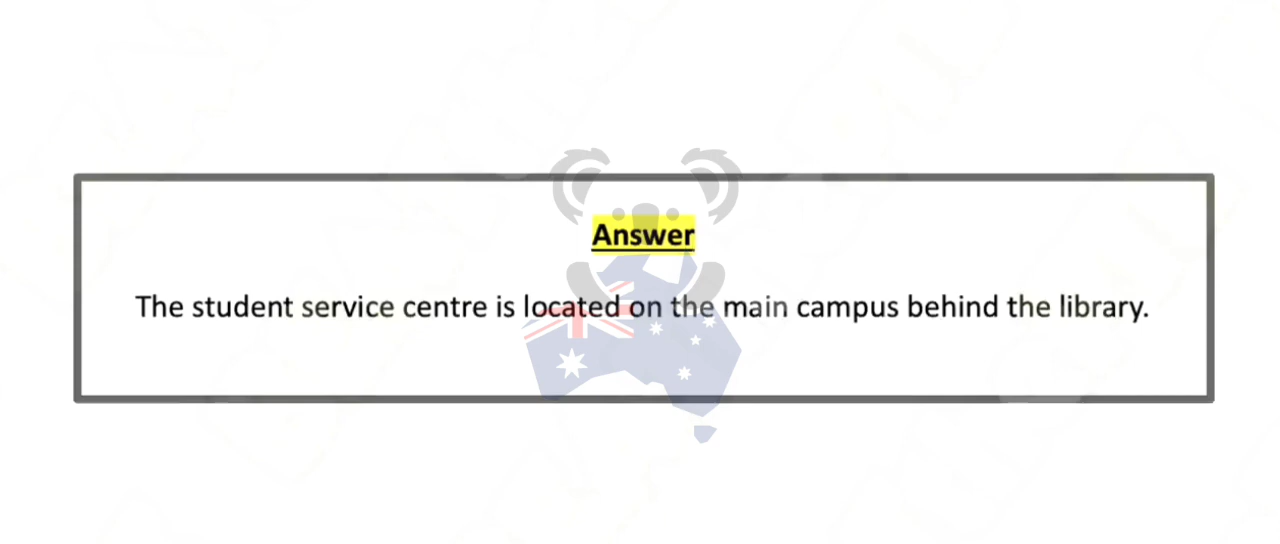 Answer
The student service centre is located on the main campus behind the library.